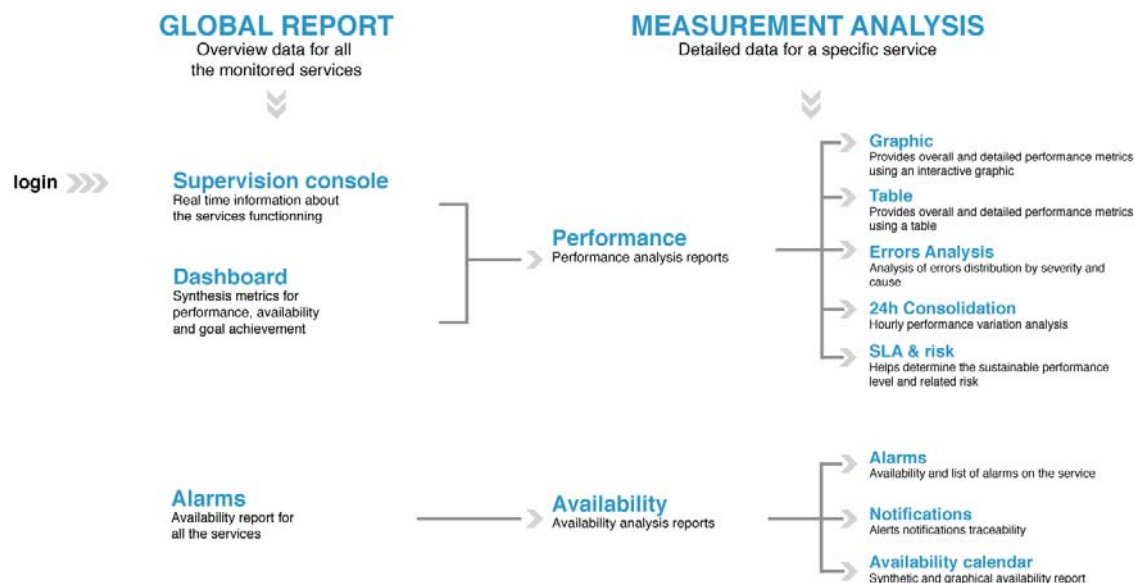 GLOBAL REPORT
Overview data for all
the monitored services
MEASUREMENT ANALYSIS
Detailed data for a specific service
login
Supervision console
Real time information about
the services functionning
Dashboard
Synthesis metrics for
performance, availability
and goal achievement
Performance
Performance analysis reports
Graphic
Provides overall and detailed performance metrics
using an interactive graphic
Table
Provides overall and detailed performance metrics
using a table
Errors Analysis
Analysis of errors distribution by severity and
cause
24h Consolidation
Hourly performance variation analysis
SLA & risk
Helps determine the sustainable performance
level and related risk
Alarms
Availability report for
all the services
Availability
Availability analysis reports
Alarms
Availability and list of alarms on the service
Notifications
Alerts notifications traceability
Availability calendar
Synthetic and graphical availability report